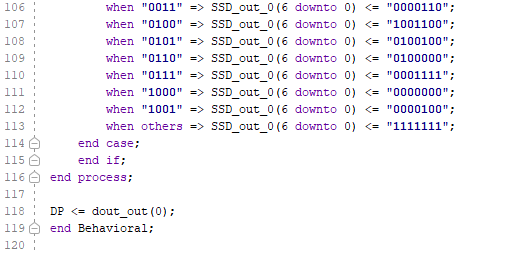 106 when "0011" => SSD_out_0(6 downto 0) <= "0000110";
107 when "0100" => SSD_out_0(6 downto 0) <= "1001100";
108 when "0101" => SSD_out_0(6 downto 0) <= "0100100";
109 when "0110" => SSD_out_0(6 downto 0) <= "0100000";
110 when "0111" => SSD_out_0(6 downto 0) <= "0001111";
111 when "1000" => SSD_out_0(6 downto 0) <= "0000000";
112 when "1001" => SSD_out_0(6 downto 0) <= "0000100";
113 when others => SSD_out_0(6 downto 0) <= "1111111";
114 end case;
115 end if;
116 end process;
117
118 DP <= dout_out(0);
119 end Behavioral;
120